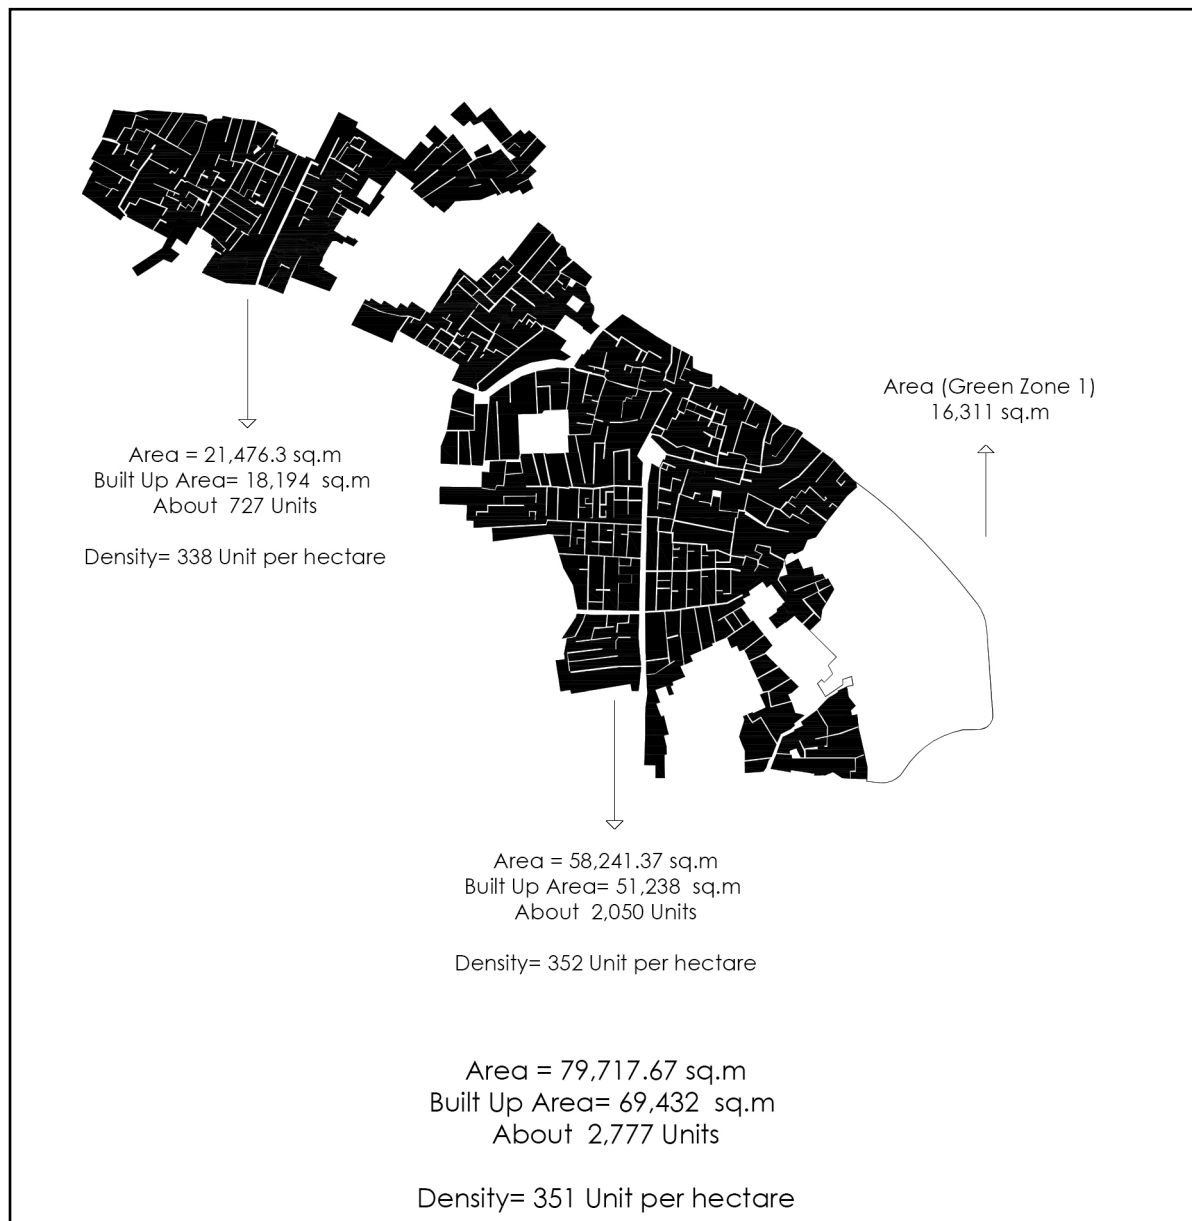 Area (Green Zone 1)
16,311 sq.m
Area = 21,476.3 sq.m
Built Up Area= 18,194 sq.m
About 727 Units
Density= 338 Unit per hectare
Area = 58,241.37 sq.m
Built Up Area= 51,238 sq.m
About 2,050 Units
Density= 352 Unit per hectare
Area = 79,717.67 sq.m
Built Up Area= 69,432 sq.m
About 2,777 Units
Density= 351 Unit per hectare